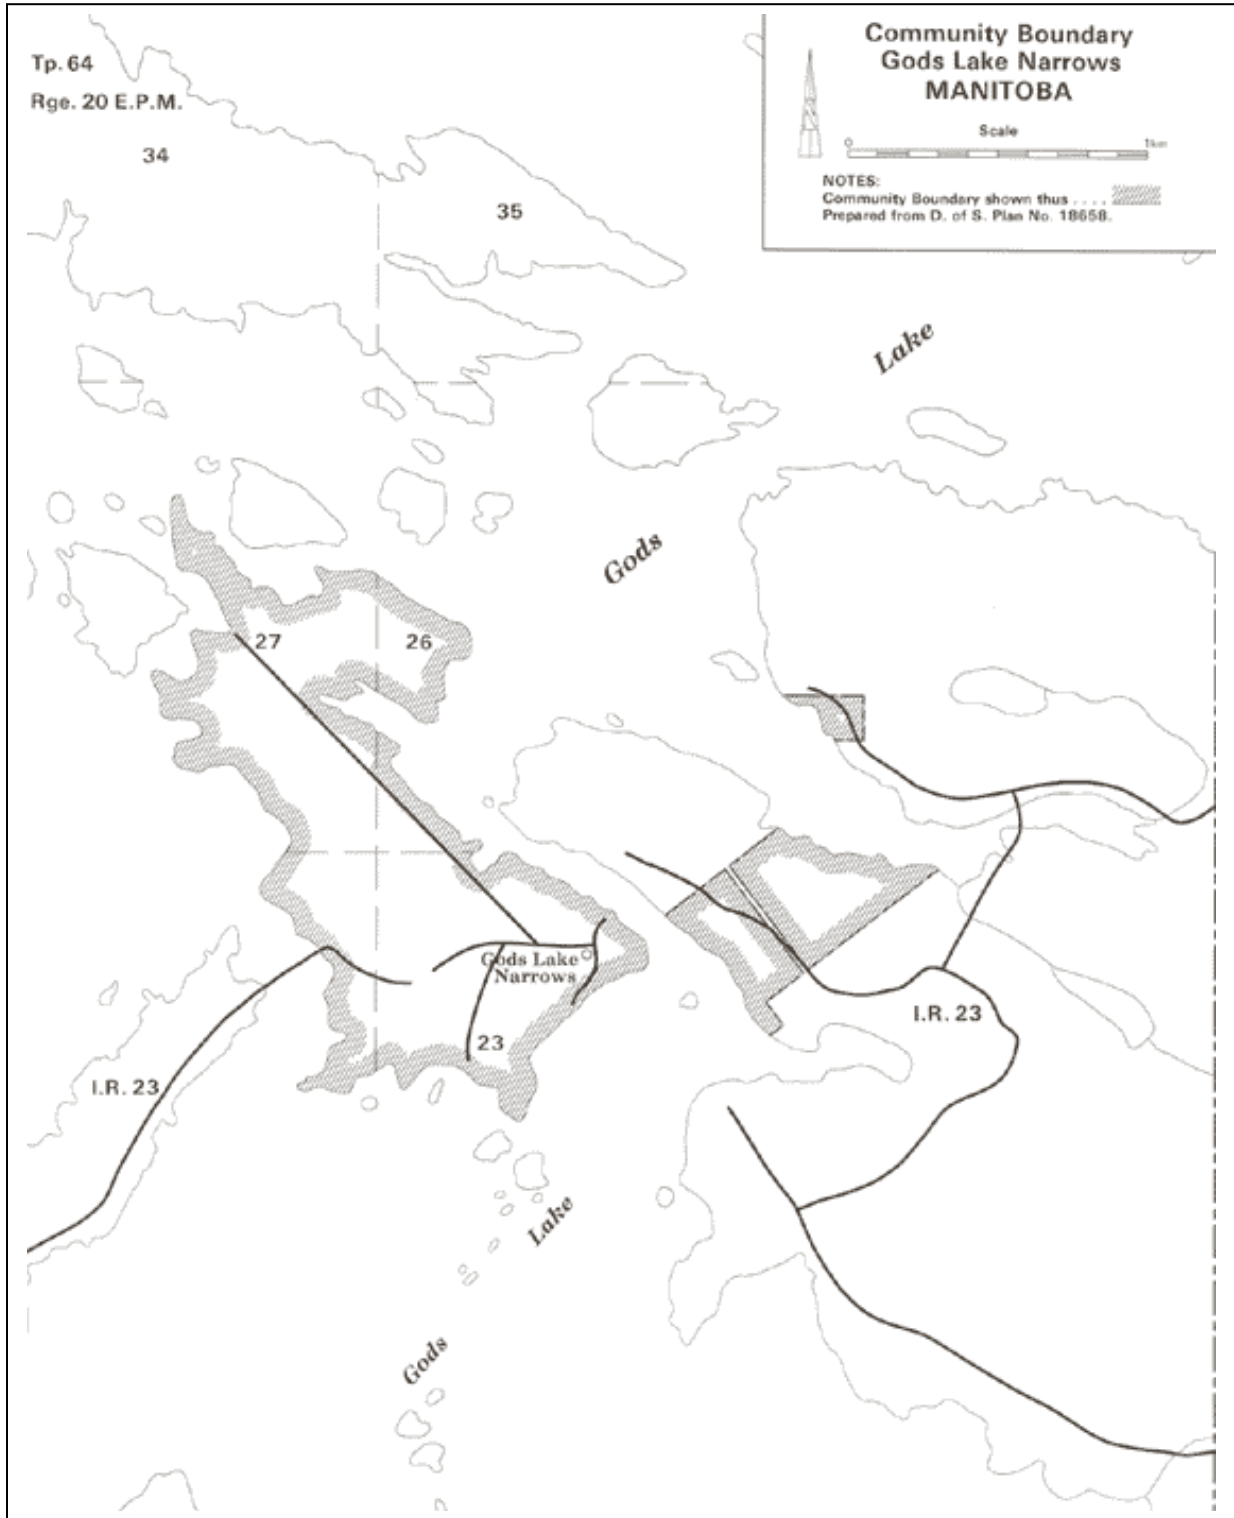 Tp. 64
Rge. 20 E.P.M.
34
35
Community Boundary
Gods Lake Narrows
MANITOBA
Scale
0 1km
NOTES:
Community Boundary shown thus ....
Prepared from D. of S. Plan No. 18658.
Lake
Gods
27
26
Gods Lake
Narrows
23
I.R. 23
I.R. 23
Lake
Gods